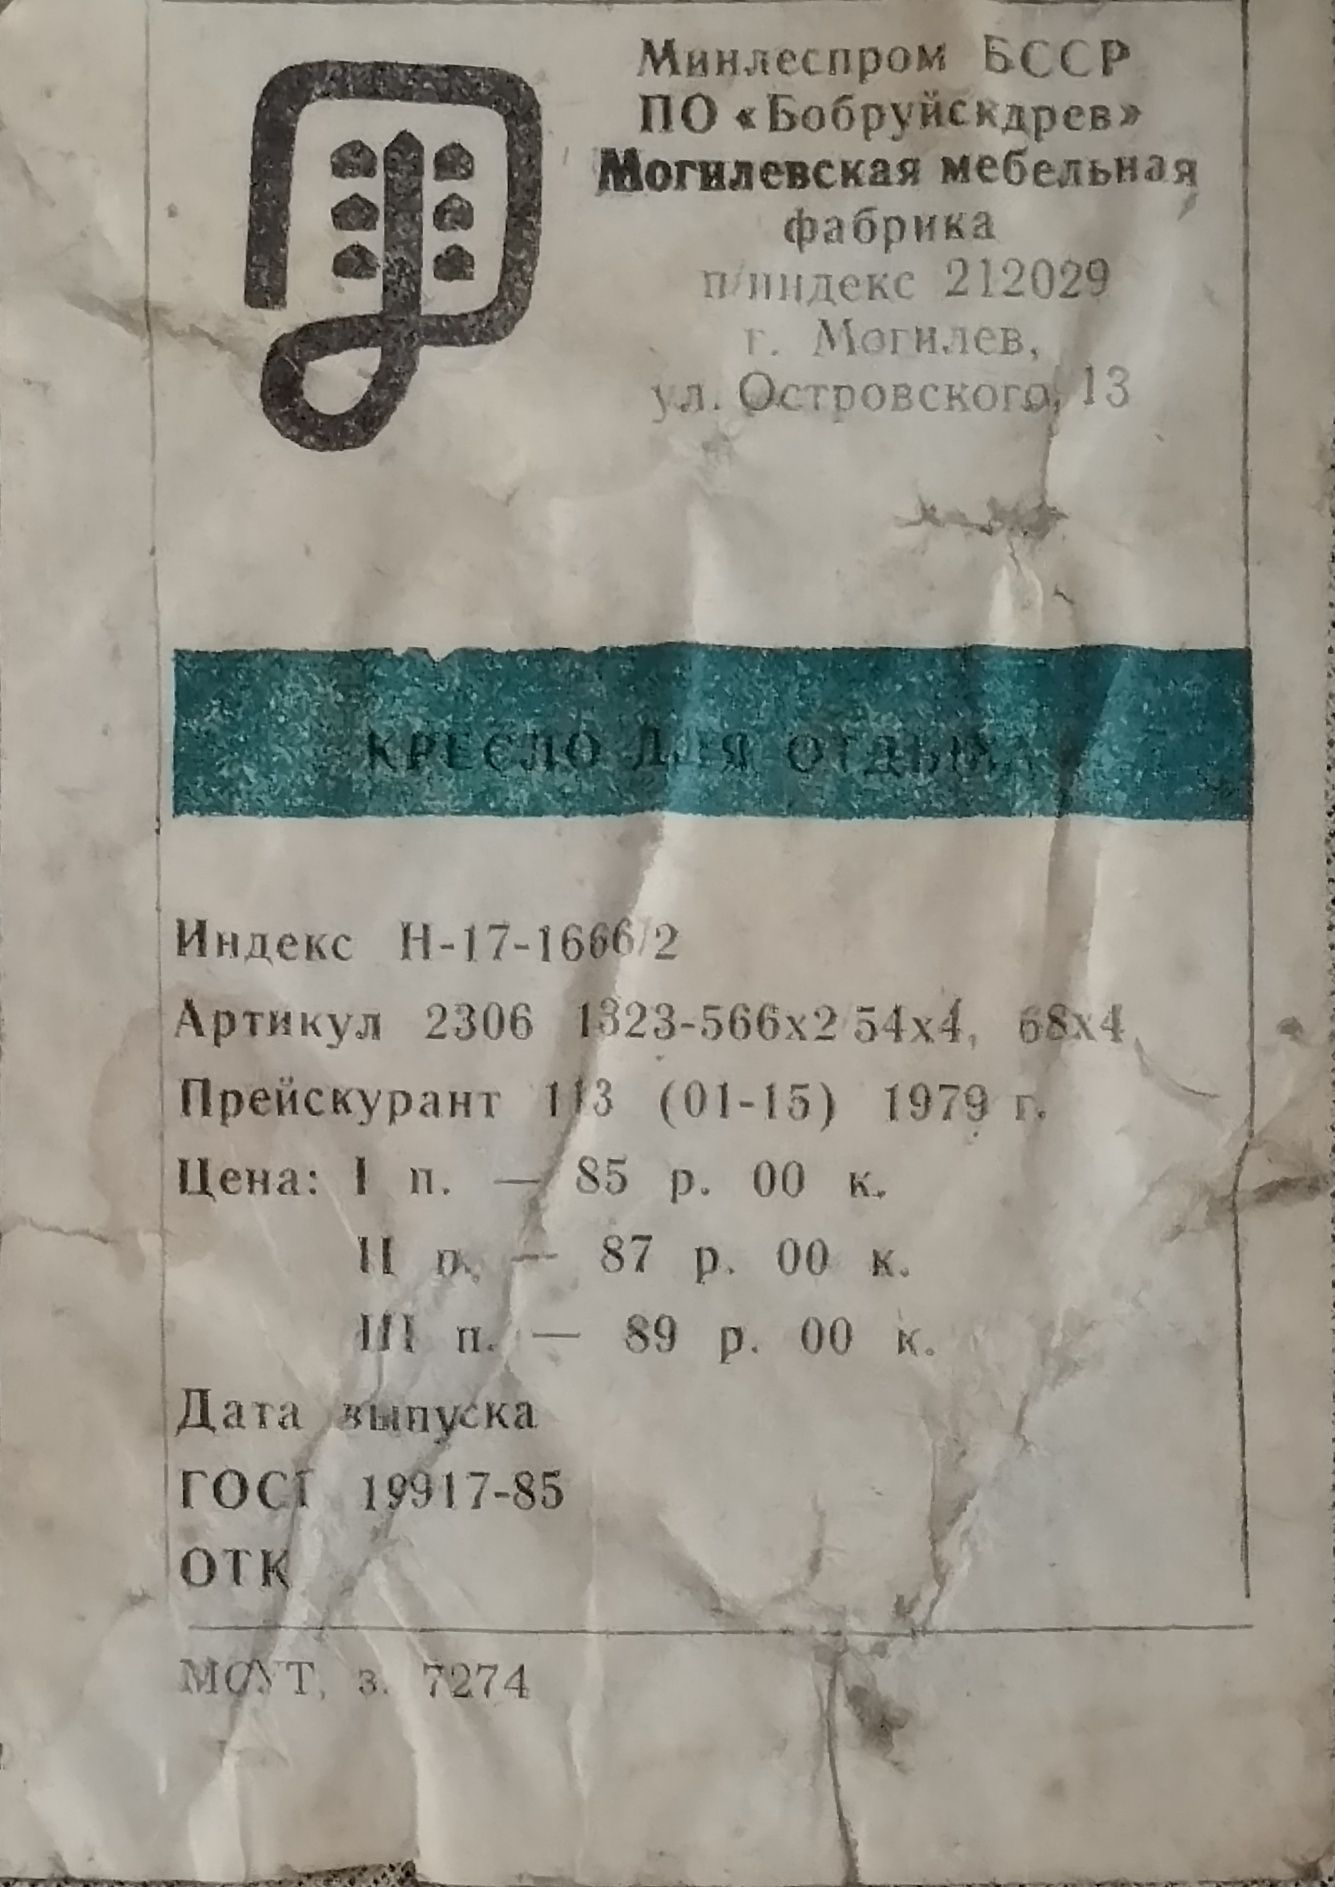 Минлеспром БССР
ПО «Бобруйскдрев»
Могилевская мебельная
фабрика
п/индекс 212029
г. Могилев,
ул. Островского, 13
КРЕСЛО ДЛЯ ОТДЫХА
Индекс Н-17-1666/2
Артикул 2306 1323-566х2 54х4, 68х4,
Прейскурант 113 (01-15) 1979 г.
Цена: I п. — 85 р. 00 к.
II п. — 87 р. 00 к.
III п. — 89 р. 00 к.
Дата выпуска
ГОСТ 19917-85
ОТК
МОУТ, з. 7274